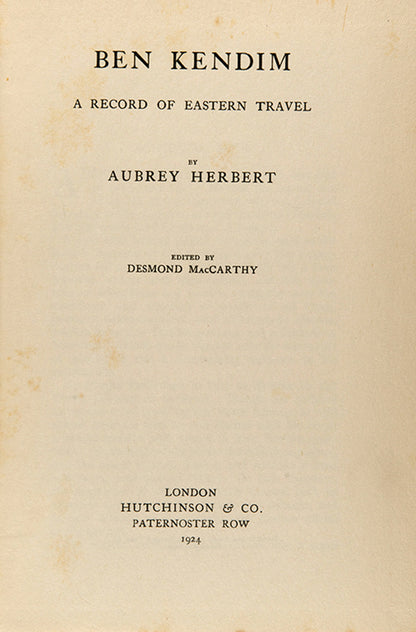 BEN KENDIM
A RECORD OF EASTERN TRAVEL
BY
AUBREY HERBERT
EDITED BY
DESMOND MACCARTHY
LONDON
HUTCHINSON & CO.
PATERNOSTER ROW
1924